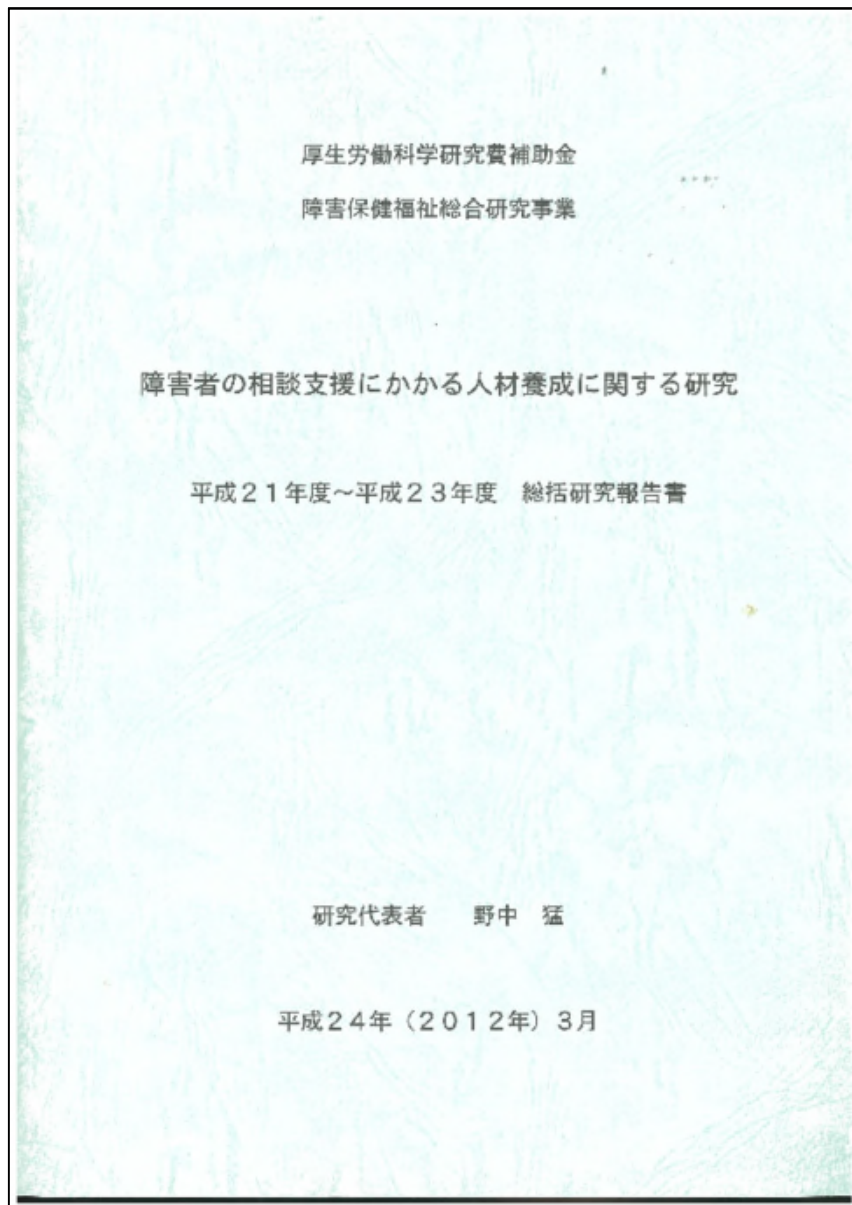 厚生労働科学研究費補助金
障害保健福祉総合研究事業
障害者の相談支援にかかる人材養成に関する研究
平成21年度~平成23年度 総括研究報告書
研究代表者 野中 猛
平成24年(2012年)3月